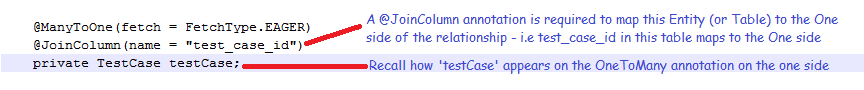 @ManyToOne(fetch = FetchType.EAGER)
@JoinColumn(name = "test_case_id")
private TestCase testCase;
A @JoinColumn annotation is required to map this Entity (or Table) to the One
side of the relationship - i.e test_case_id in this table maps to the One side
Recall how 'testCase' appears on the OneToMany annotation on the one side